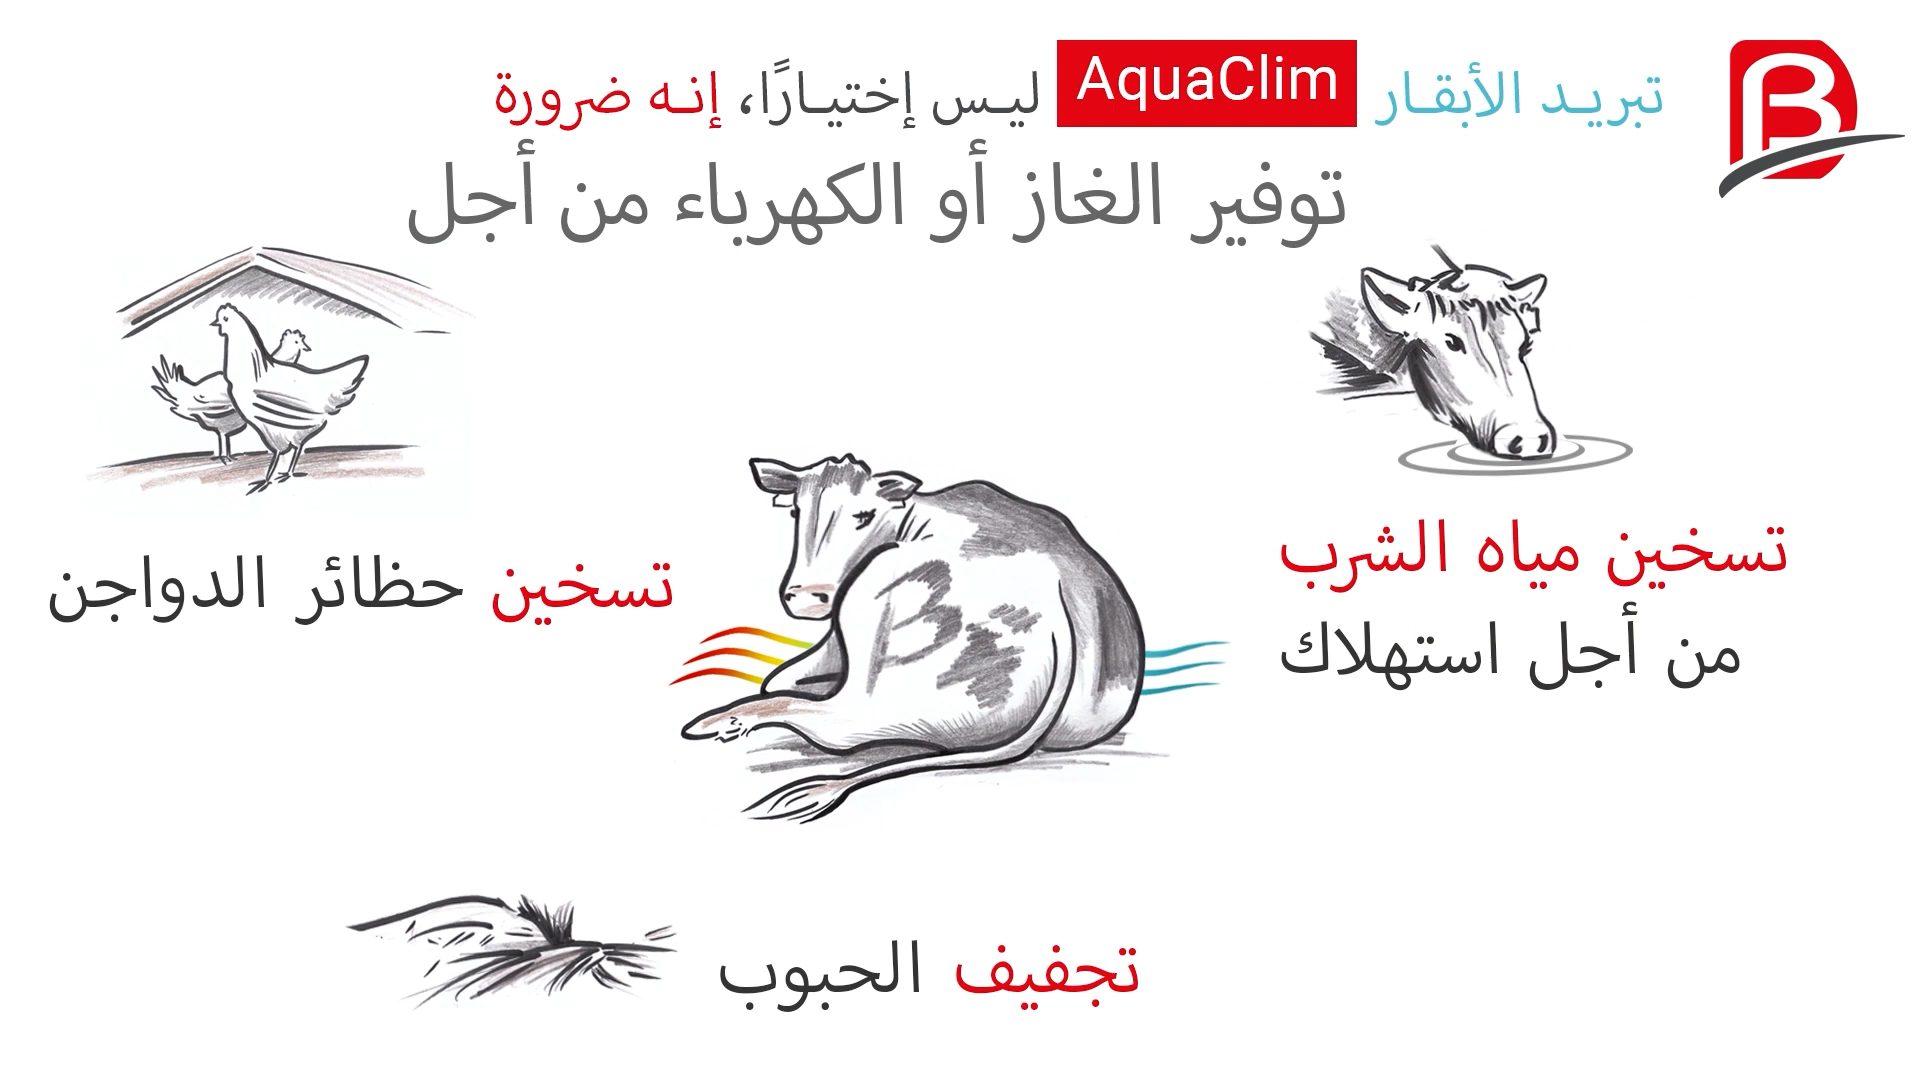 تبريد الأبقار AquaClim ليس إختيارًا، إنه ضرورة
توفير الغاز أو الكهرباء من أجل
تسخين مياه الشرب
من أجل استهلاك
تسخين حظائر الدواجن
تجفيف الحبوب